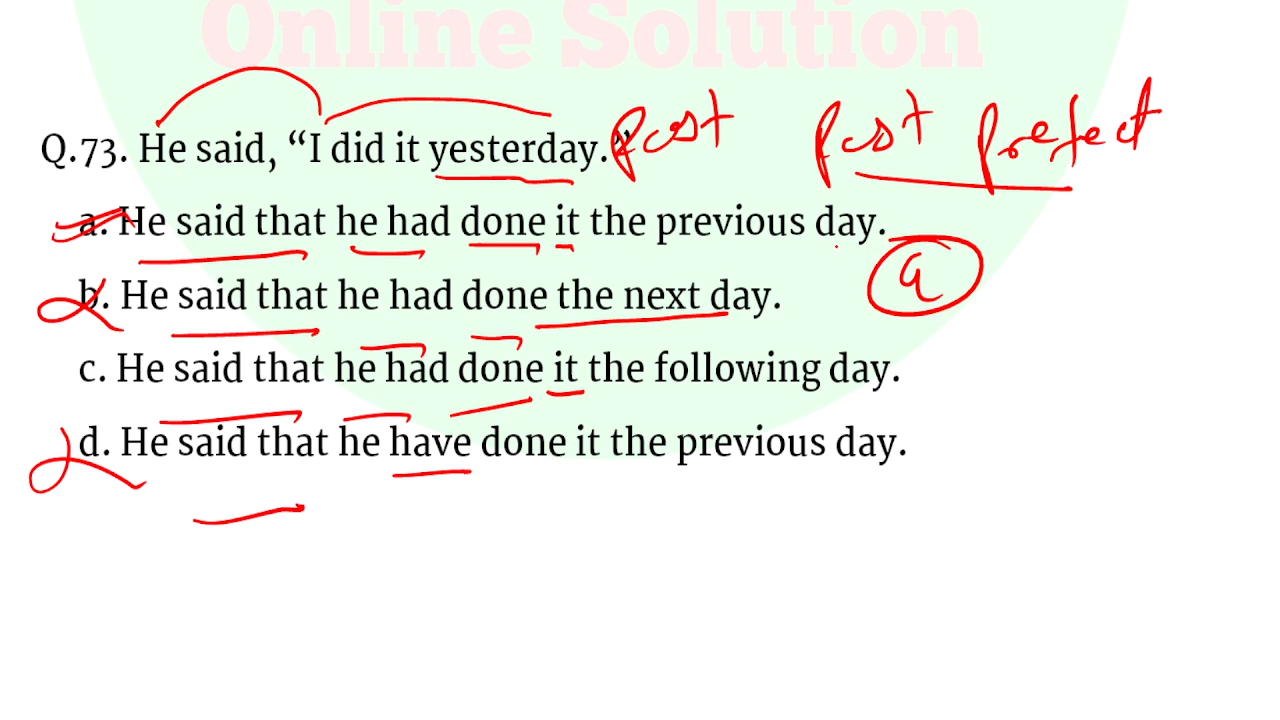 Online Solution
Q.73. He said, “I did it yesterday.” Past Past Prefect
a. He said that he had done it the previous day.
a
b. He said that he had done the next day.
c. He said that he had done it the following day.
d. He said that he have done it the previous day.